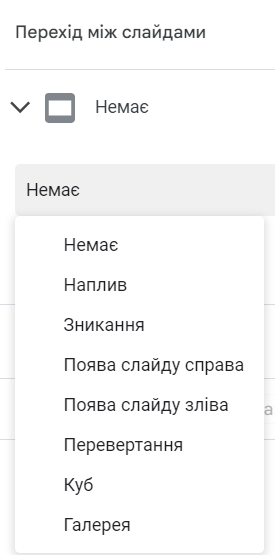 Перехід між слайдами
Немає
Немає
Немає
Наплив
Зникання
Поява слайду справа
Поява слайду зліва
Перевертання
Куб
Галерея